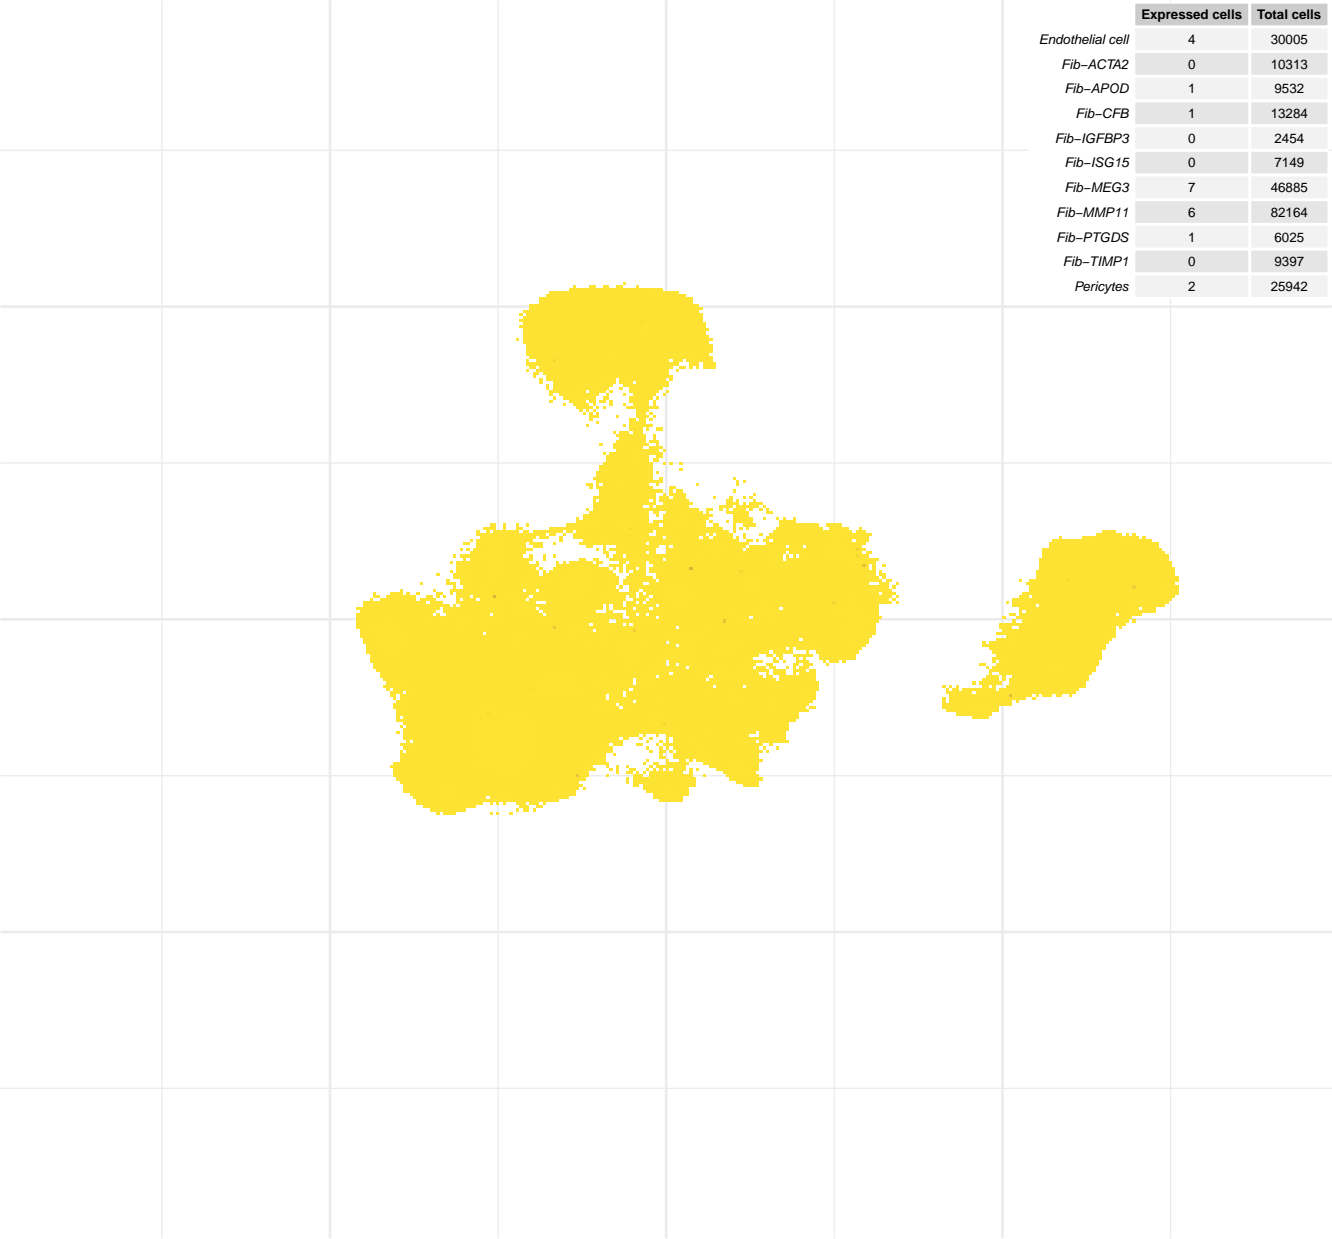 Expressed cells Total cells
Endothelial cell 4 30005
Fib−ACTA2 0 10313
Fib−APOD 1 9532
Fib−CFB 1 13284
Fib−IGFBP3 0 2454
Fib−ISG15 0 7149
Fib−MEG3 7 46885
Fib−MMP11 6 82164
Fib−PTGDS 1 6025
Fib−TIMP1 0 9397
Pericytes 2 25942